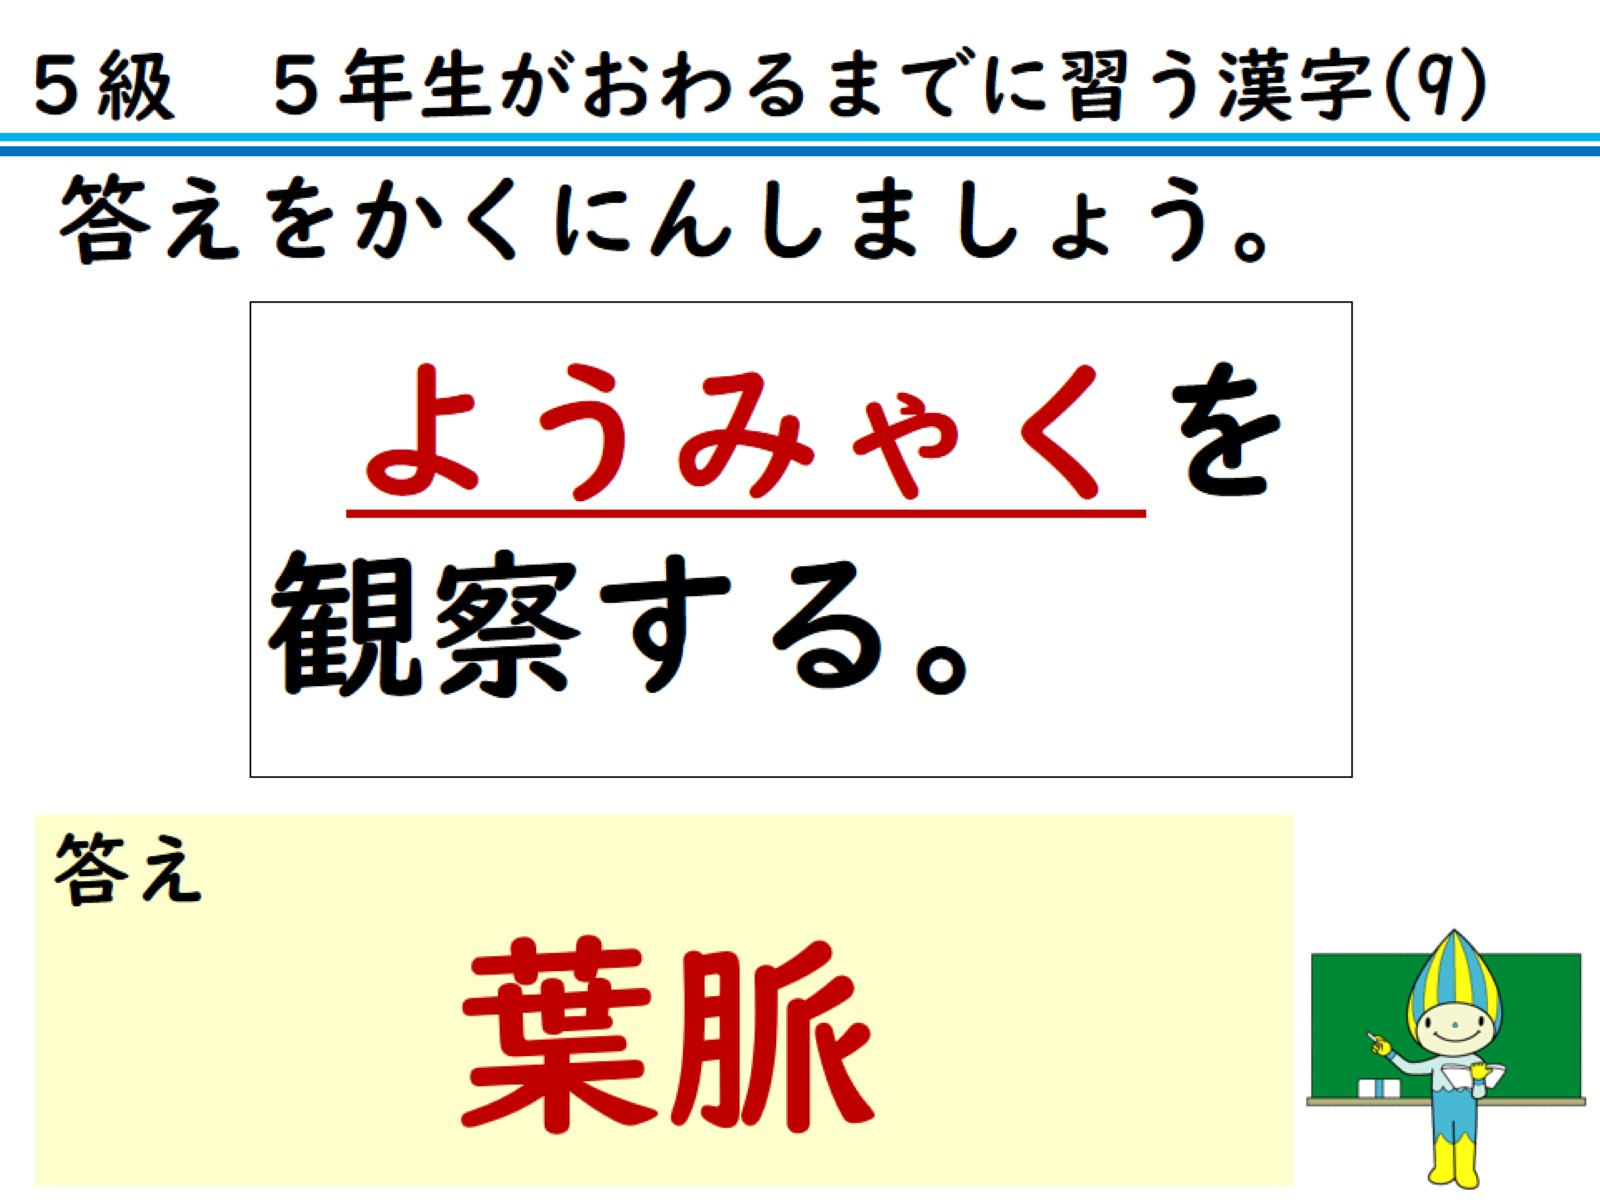 ５級　５年生がおわるまでに習う漢字(9)
答えをかくにんしましょう。
ようみゃくを
観察する。
答え
葉脈